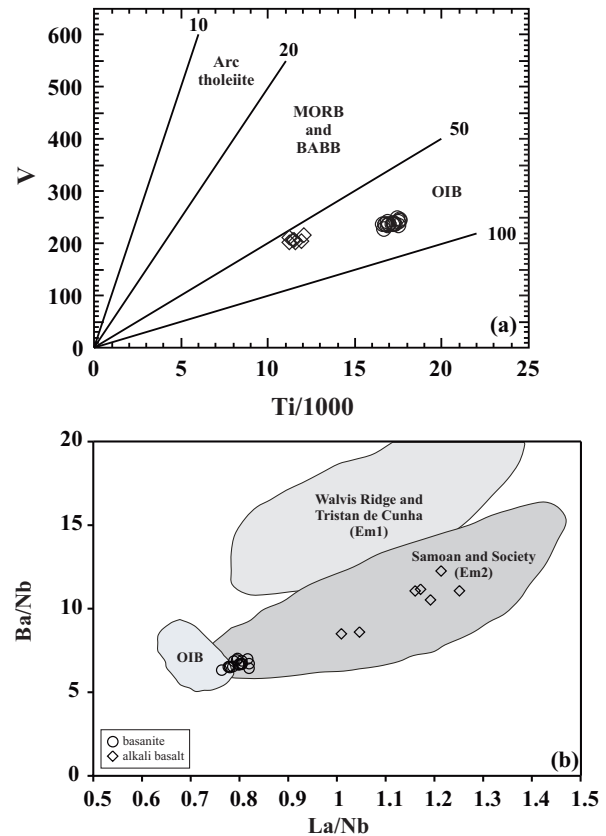 600
500
400
300
200
100
0
V
10
20
50
100
Arc
tholeiite
MORB
and
BABB
OIB
(a)
0
5
10
15
20
25
Ti/1000
20
15
10
5
0
Ba/Nb
Walvis Ridge and
Tristan de Cunha
(Em1)
Samoan and Society
(Em2)
OIB
basanite
alkali basalt
(b)
0.5
0.6
0.7
0.8
0.9
1
1.1
1.2
1.3
1.4
1.5
La/Nb